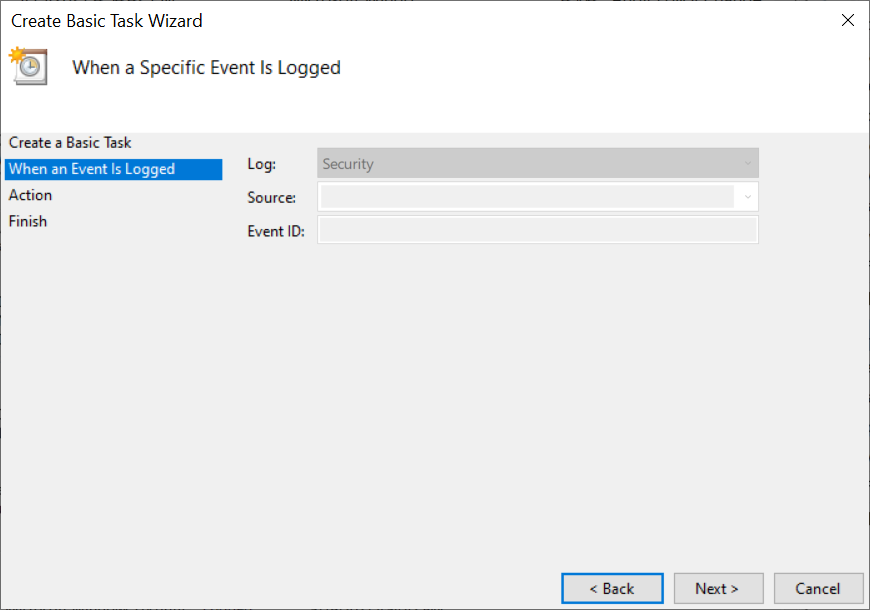 Create Basic Task Wizard
When a Specific Event Is Logged
Create a Basic Task
When an Event Is Logged
Action
Finish
Log: Security
Source:
Event ID:
< Back Next > Cancel